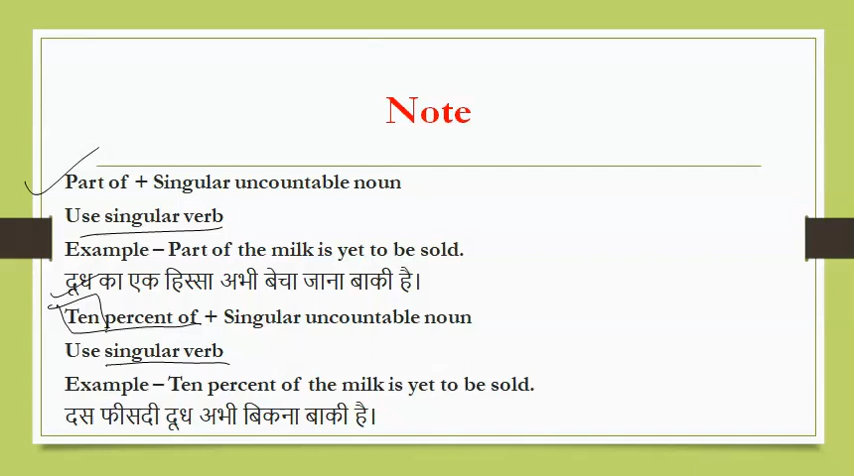 Note
Part of + Singular uncountable noun
Use singular verb
Example – Part of the milk is yet to be sold.
दूध का एक हिस्सा अभी बेचा जाना बाकी है।
Ten percent of + Singular uncountable noun
Use singular verb
Example – Ten percent of the milk is yet to be sold.
दस फीसदी दूध अभी बिकना बाकी है।